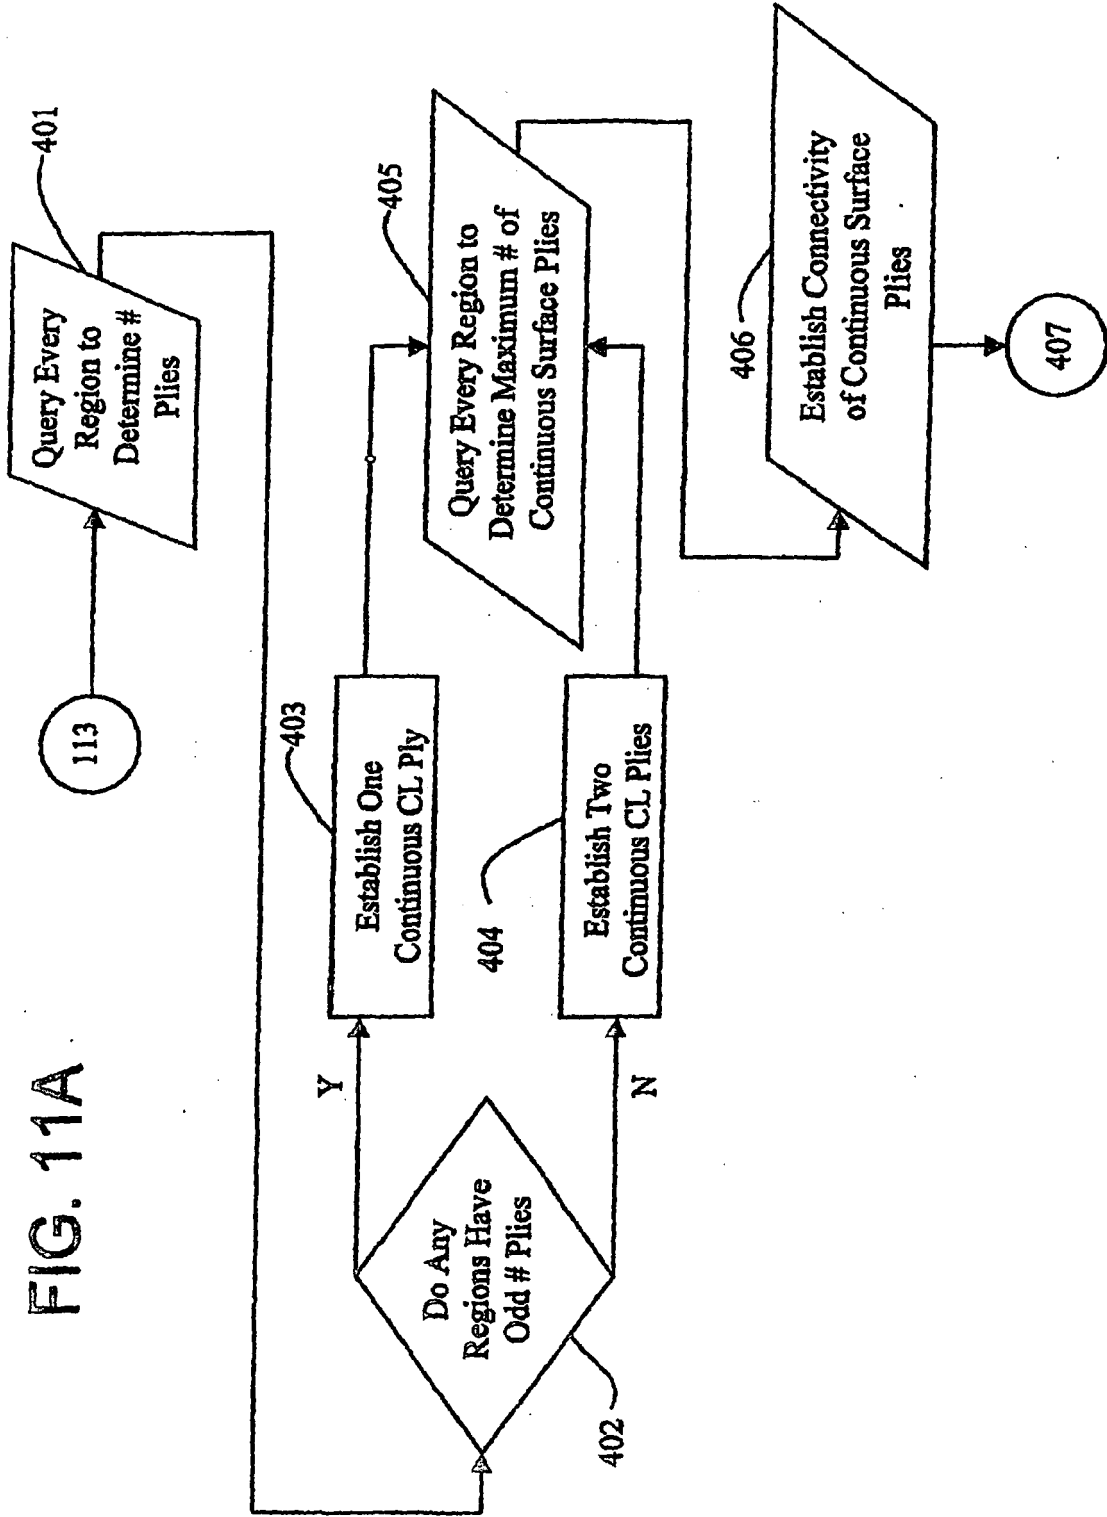 FIG. 11A
113
Query Every
Region to
Determine #
Plies
401
Do Any
Regions Have
Odd # Plies
402
Y
N
Establish One
Continuous CL Ply
403
Establish Two
Continuous CL Plies
404
Query Every Region to
Determine Maximum # of
Continuous Surface Plies
405
Establish Connectivity
of Continuous Surface
Plies
406
407